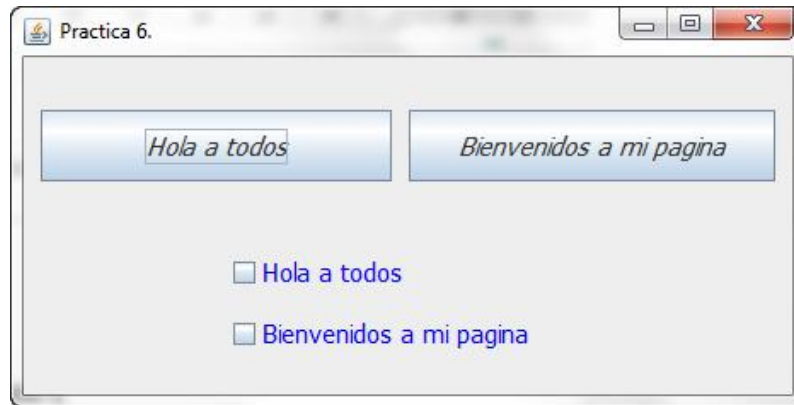 Practica 6.
Hola a todos Bienvenidos a mi pagina
Hola a todos
Bienvenidos a mi pagina